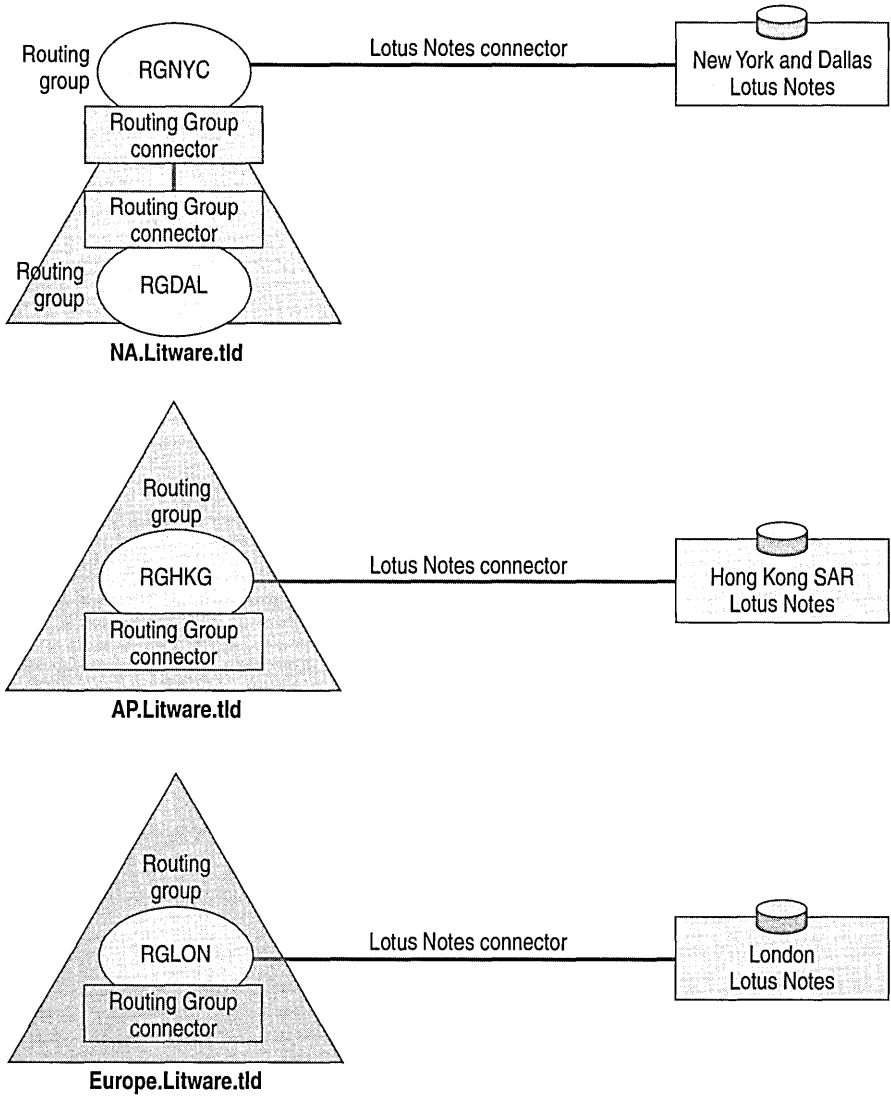 Lotus Notes connector
Routing
group
RGNYC
New York and Dallas
Lotus Notes
Routing Group
connector
Routing Group
connector
Routing
group
RGDAL
NA.Litware.tld
Routing
group
Lotus Notes connector
RGHKG
Hong Kong SAR
Lotus Notes
Routing Group
connector
AP.Litware.tld
Routing
group
Lotus Notes connector
RGLON
London
Lotus Notes
Routing Group
connector
Europe.Litware.tld